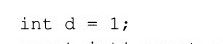 int d = 1;